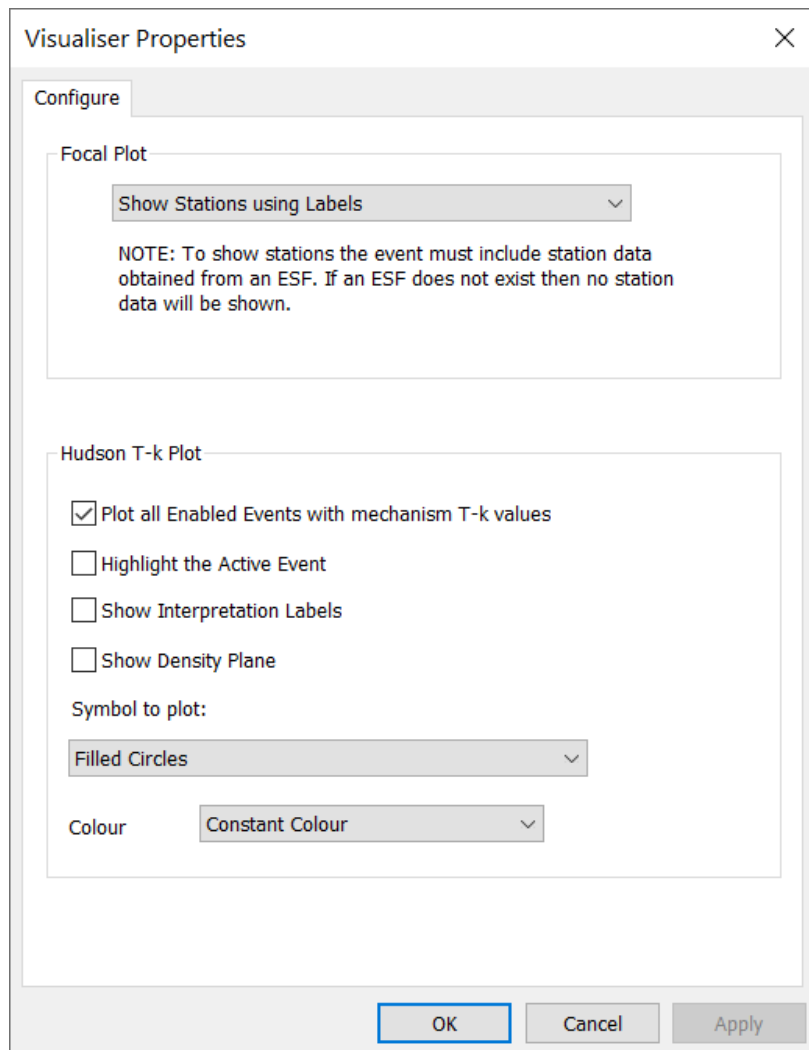 Visualiser Properties
Configure
Focal Plot
Show Stations using Labels
NOTE: To show stations the event must include station data
obtained from an ESF. If an ESF does not exist then no station
data will be shown.
Hudson T-k Plot
Plot all Enabled Events with mechanism T-k values
Highlight the Active Event
Show Interpretation Labels
Show Density Plane
Symbol to plot:
Filled Circles
Colour Constant Colour
OK Cancel Apply